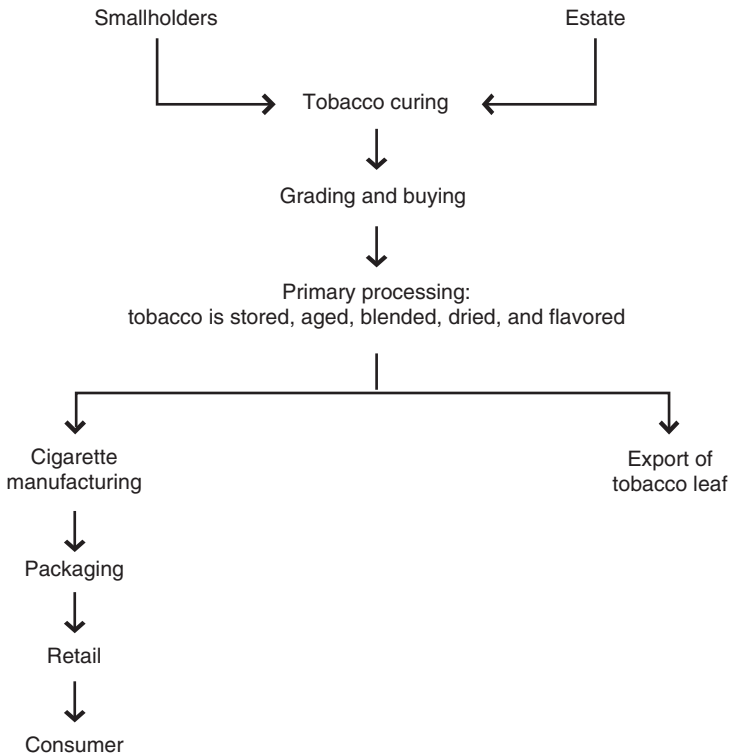 Smallholders
Estate
Tobacco curing
Grading and buying
Primary processing:
tobacco is stored, aged, blended, dried, and flavored
Cigarette
manufacturing
Export of
tobacco leaf
Packaging
Retail
Consumer